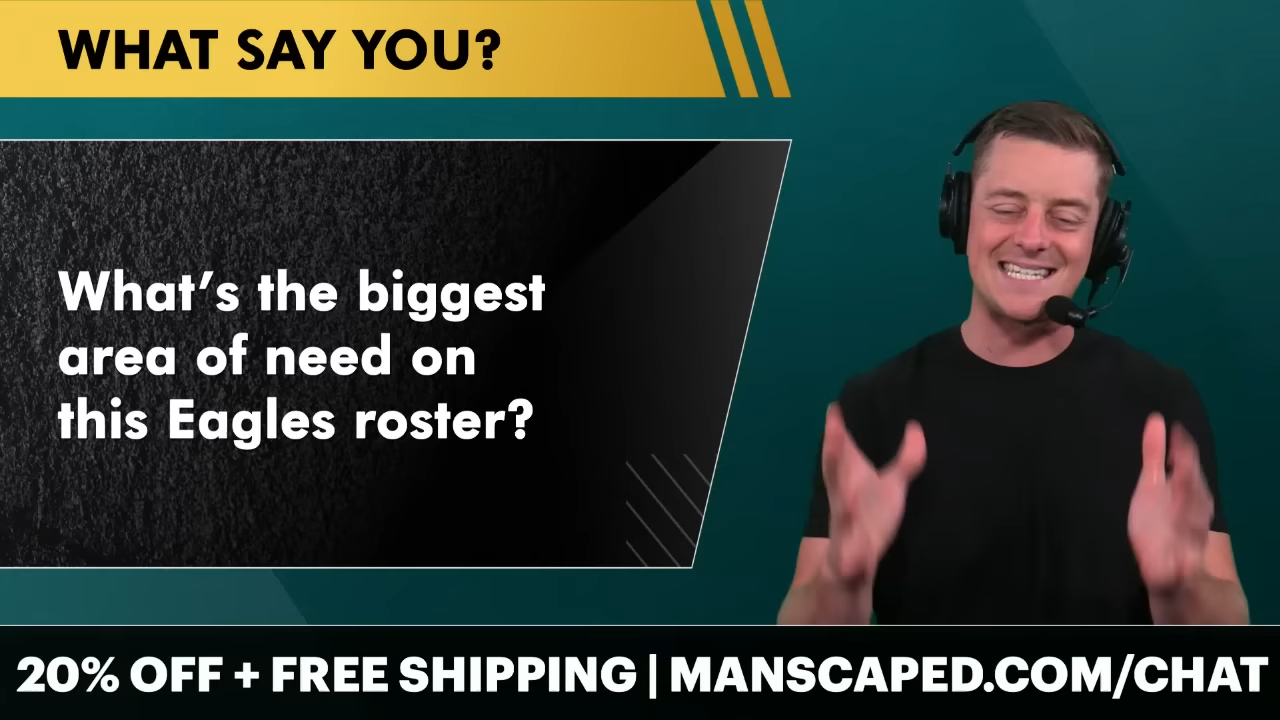 WHAT SAY YOU?
What's the biggest
area of need on
this Eagles roster?
20% OFF + FREE SHIPPING | MANSCAPED.COM/CHAT